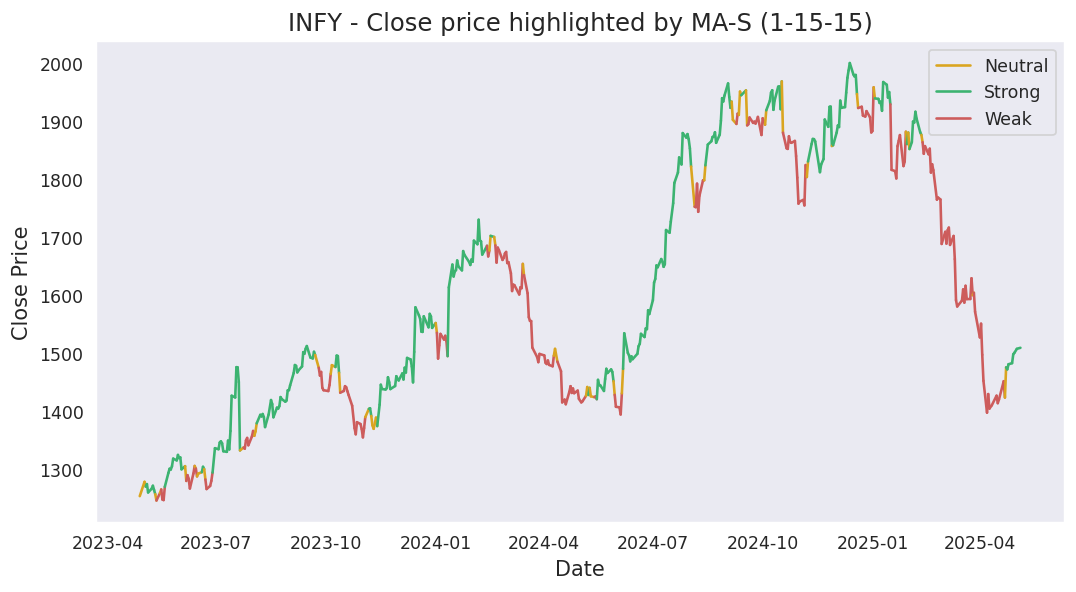 INFY - Close price highlighted by MA-S (1-15-15)
Neutral
Strong
Weak
Close Price
2000
1900
1800
1700
1600
1500
1400
1300
2023-04 2023-07 2023-10 2024-01 2024-04 2024-07 2024-10 2025-01 2025-04
Date